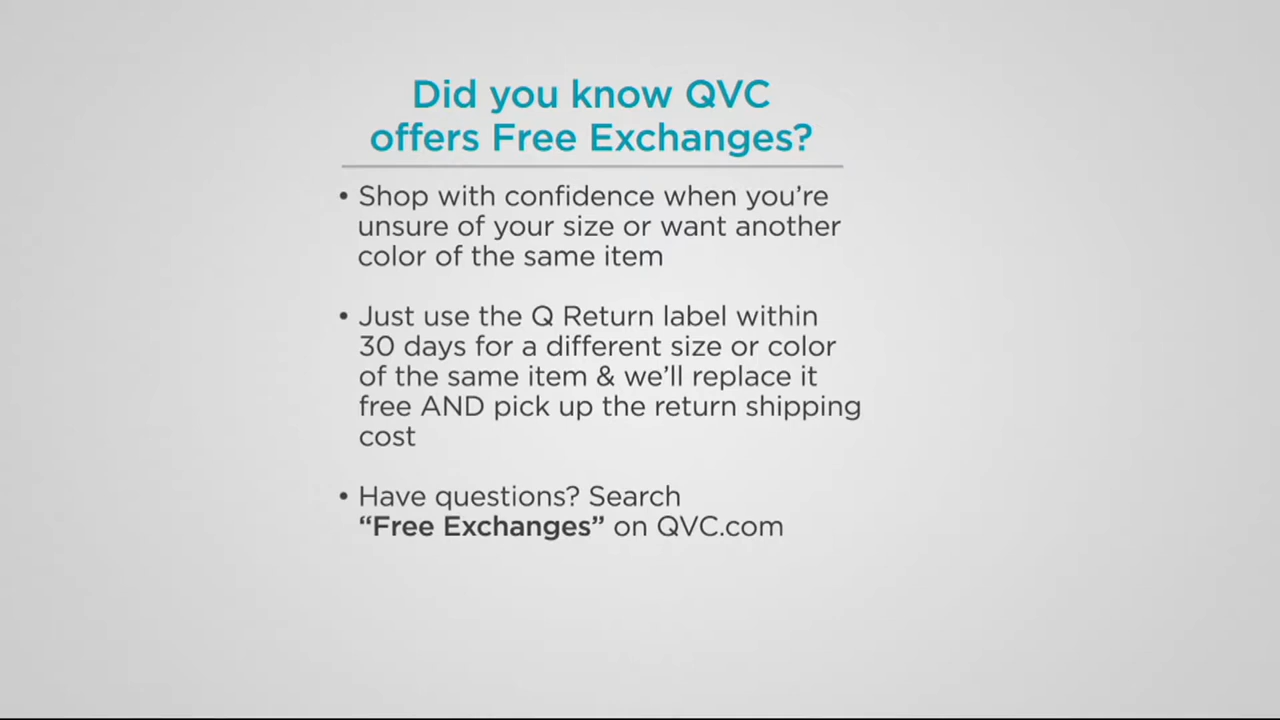 Did you know QVC
offers Free Exchanges?
• Shop with confidence when you're
unsure of your size or want another
color of the same item
• Just use the Q Return label within
30 days for a different size or color
of the same item & we'll replace it
free AND pick up the return shipping
cost
• Have questions? Search
“Free Exchanges” on QVC.com